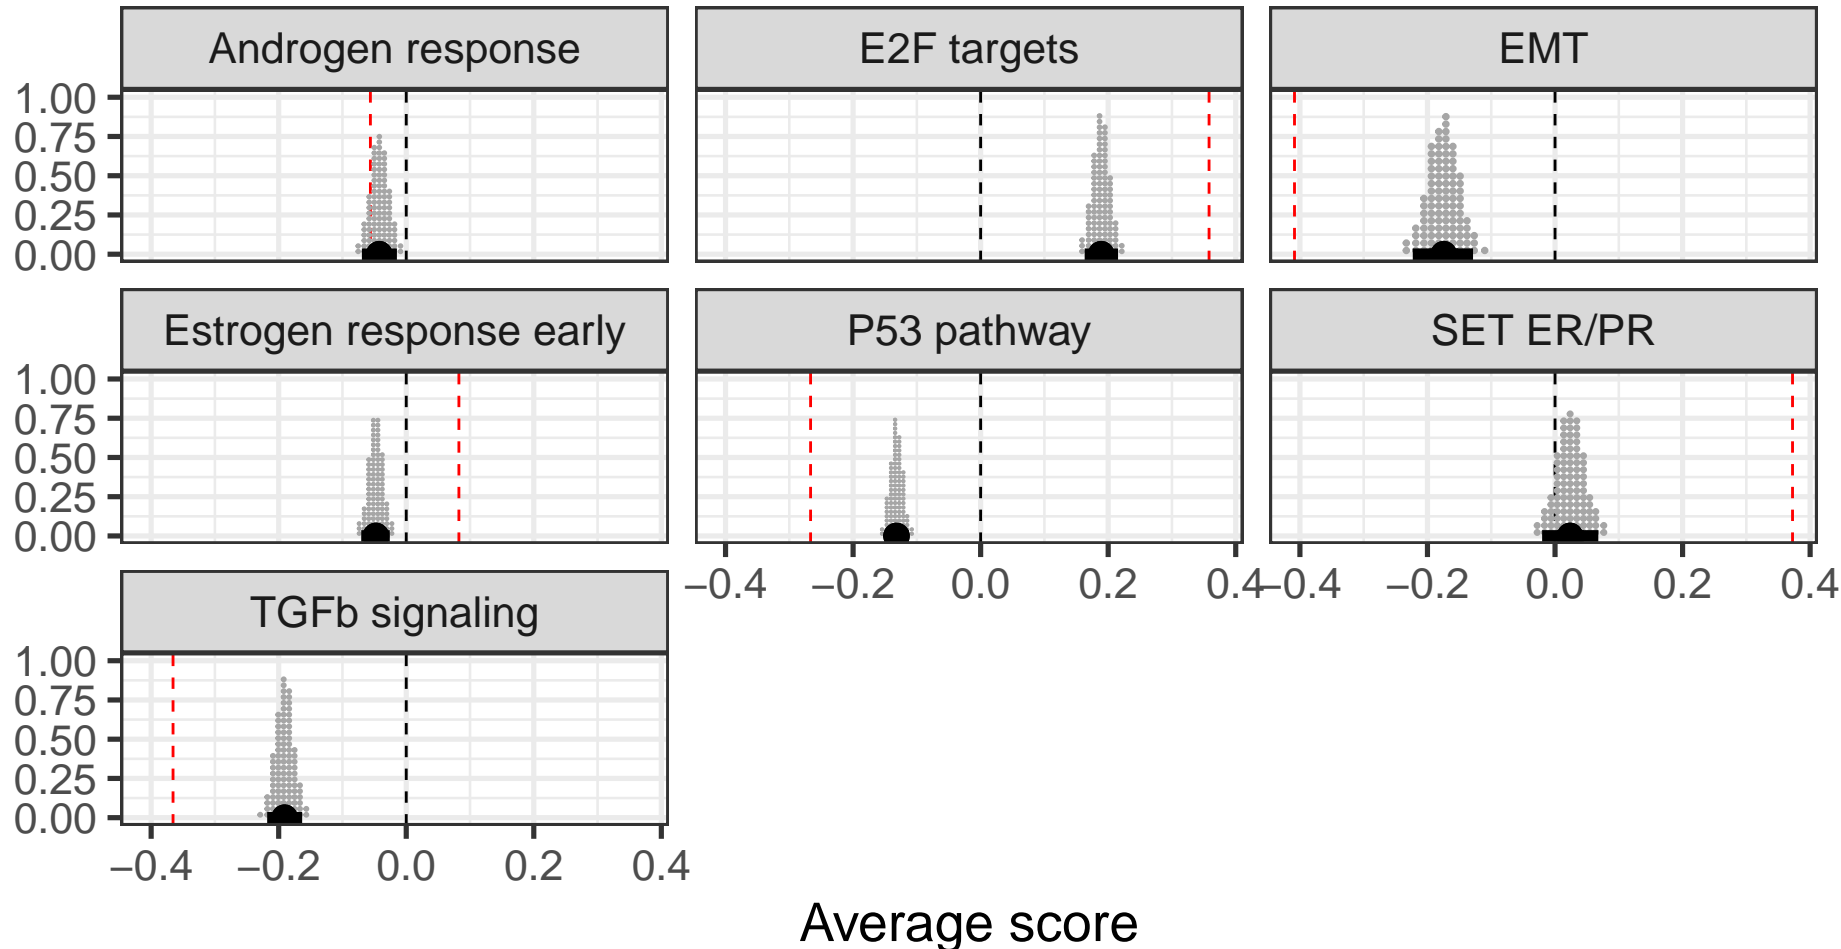 Androgen response
E2F targets
EMT
1.00
0.75
0.50
0.25
0.00
Estrogen response early
P53 pathway
SET ER/PR
1.00
0.75
0.50
0.25
0.00
−0.4 −0.2 0.0 0.2 0.4
−0.4 −0.2 0.0 0.2 0.4
TGFb signaling
1.00
0.75
0.50
0.25
0.00
−0.4 −0.2 0.0 0.2 0.4
Average score